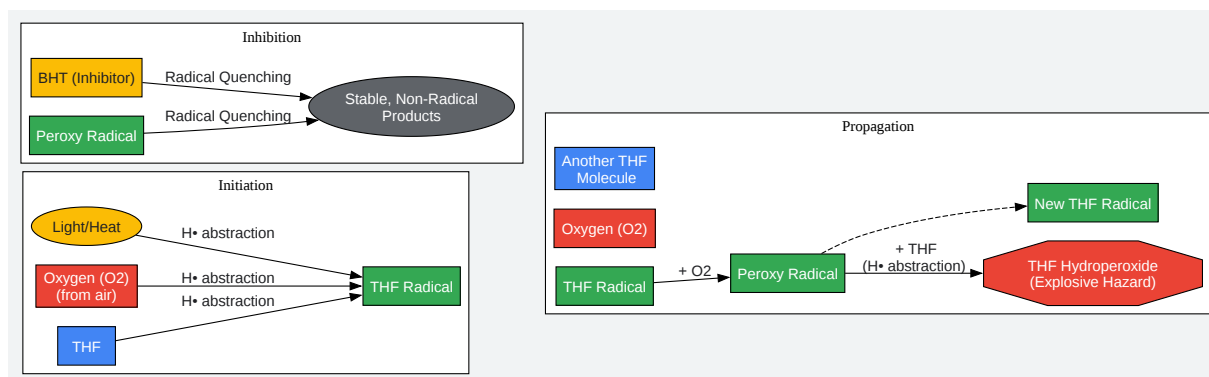 Inhibition
BHT (Inhibitor)
Radical Quenching
Peroxy Radical
Radical Quenching
Stable, Non-Radical
Products
Initiation
Light/Heat
H• abstraction
Oxygen (O2)
(from air)
H• abstraction
THF
H• abstraction
THF Radical
Propagation
Another THF
Molecule
Oxygen (O2)
THF Radical
+ O2
Peroxy Radical
+ THF
(H• abstraction)
New THF Radical
THF Hydroperoxide
(Explosive Hazard)